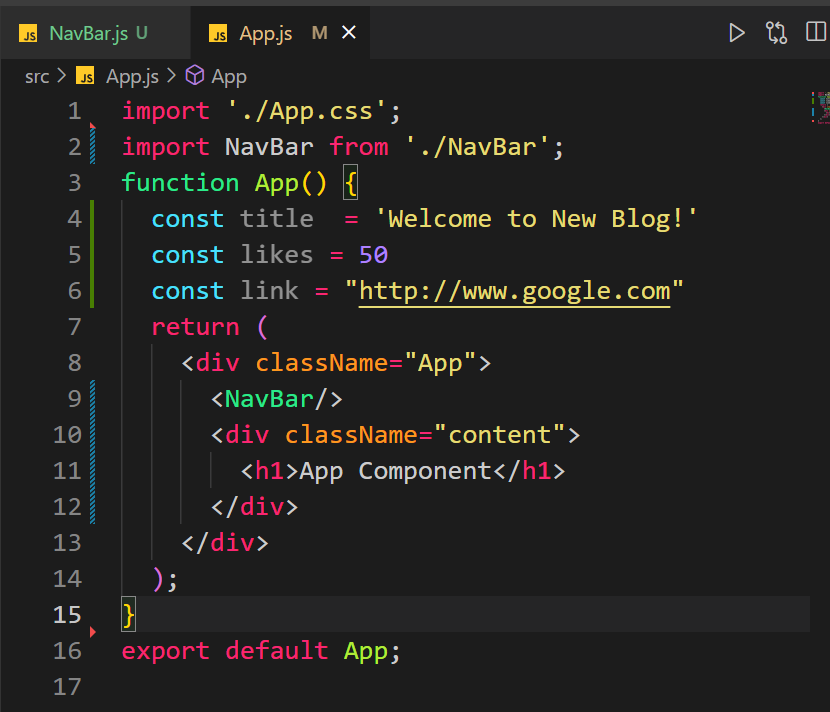 JS NavBar.js U JS App.js M
src > JS App.js > App
1 import './App.css';
2 import NavBar from './NavBar';
3 function App() {
4   const title  = 'Welcome to New Blog!'
5   const likes = 50
6   const link = "http://www.google.com"
7   return (
8     <div className="App">
9       <NavBar/>
10       <div className="content">
11         <h1>App Component</h1>
12       </div>
13     </div>
14   );
15 }
16 export default App;
17